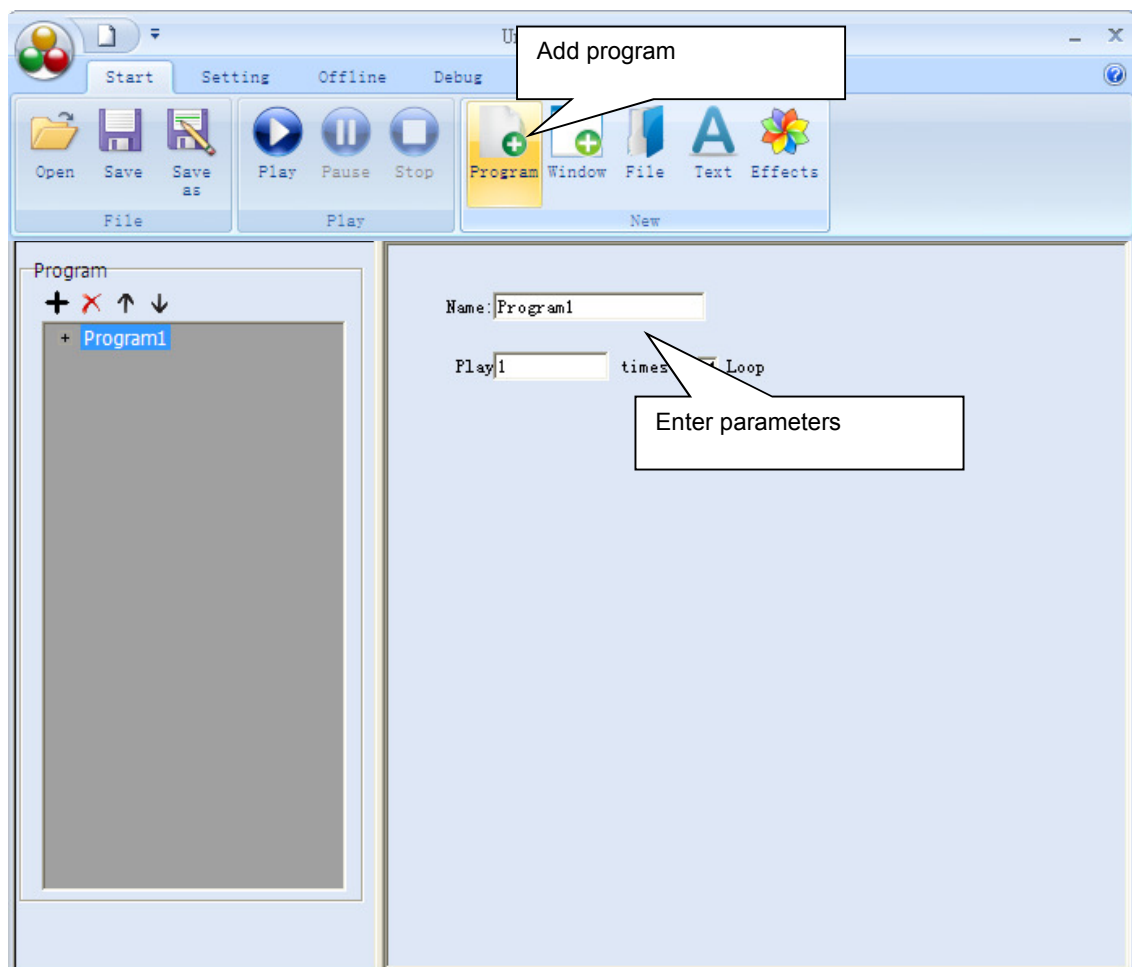 Add program
Start Setting Offline Debug
Open Save Save as Play Pause Stop Program Window File Text Effects
File Play New
Program
Name: Program1
+ Program1
Play 1 times Loop
Enter parameters